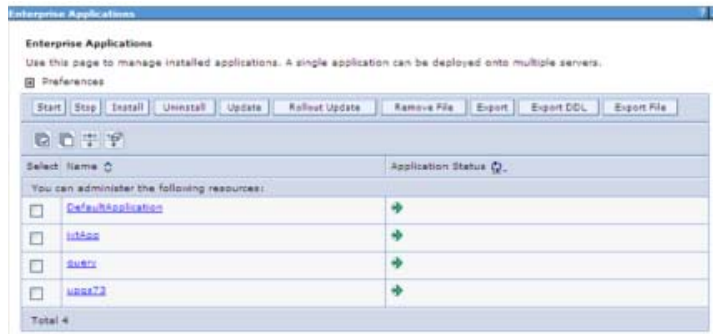 Enterprise Applications ?
Enterprise Applications
Use this page to manage installed applications. A single application can be deployed onto multiple servers.
Preferences
Start Stop Install Uninstall Update Rollout Update Remove File Export Export DDL Export File
Select Name Application Status
You can administer the following resources:
DefaultApplication
ivtApp
query
Total 4